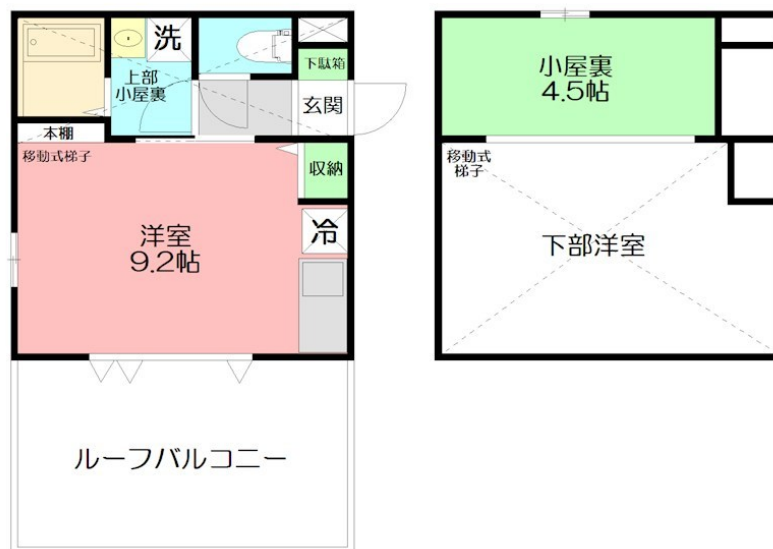 洗
上部
小屋裏
下駄箱
玄関
本棚
移動式梯子
収納
洋室
9.2帖
冷
ルーフバルコニー
小屋裏
4.5帖
移動式
梯子
下部洋室